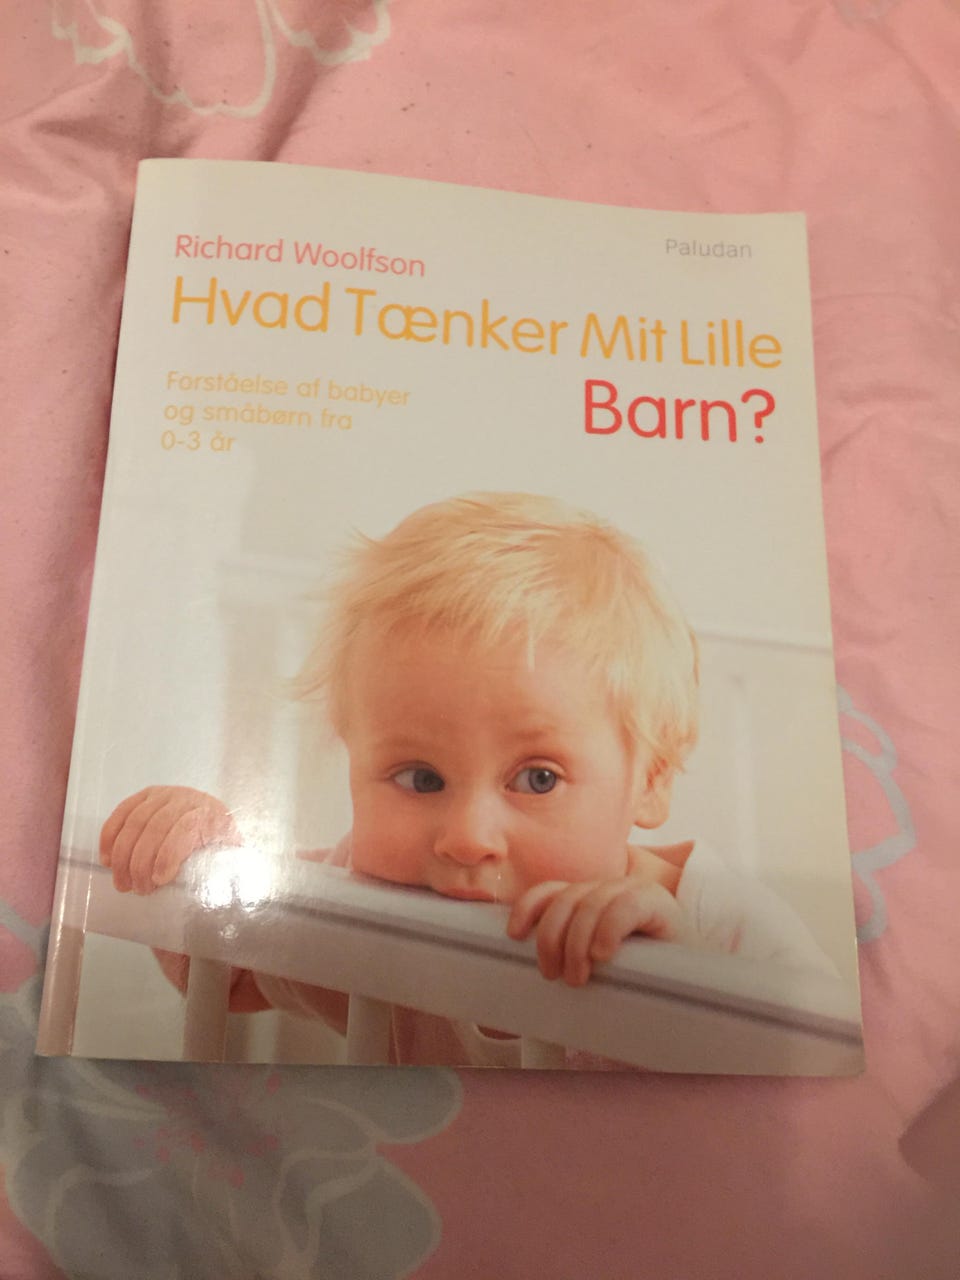 Richard Woolfson
Paludan
Hvad Tænker Mit Lille
Barn?
Forståelse af babyer
og småbørn fra
0-3 år